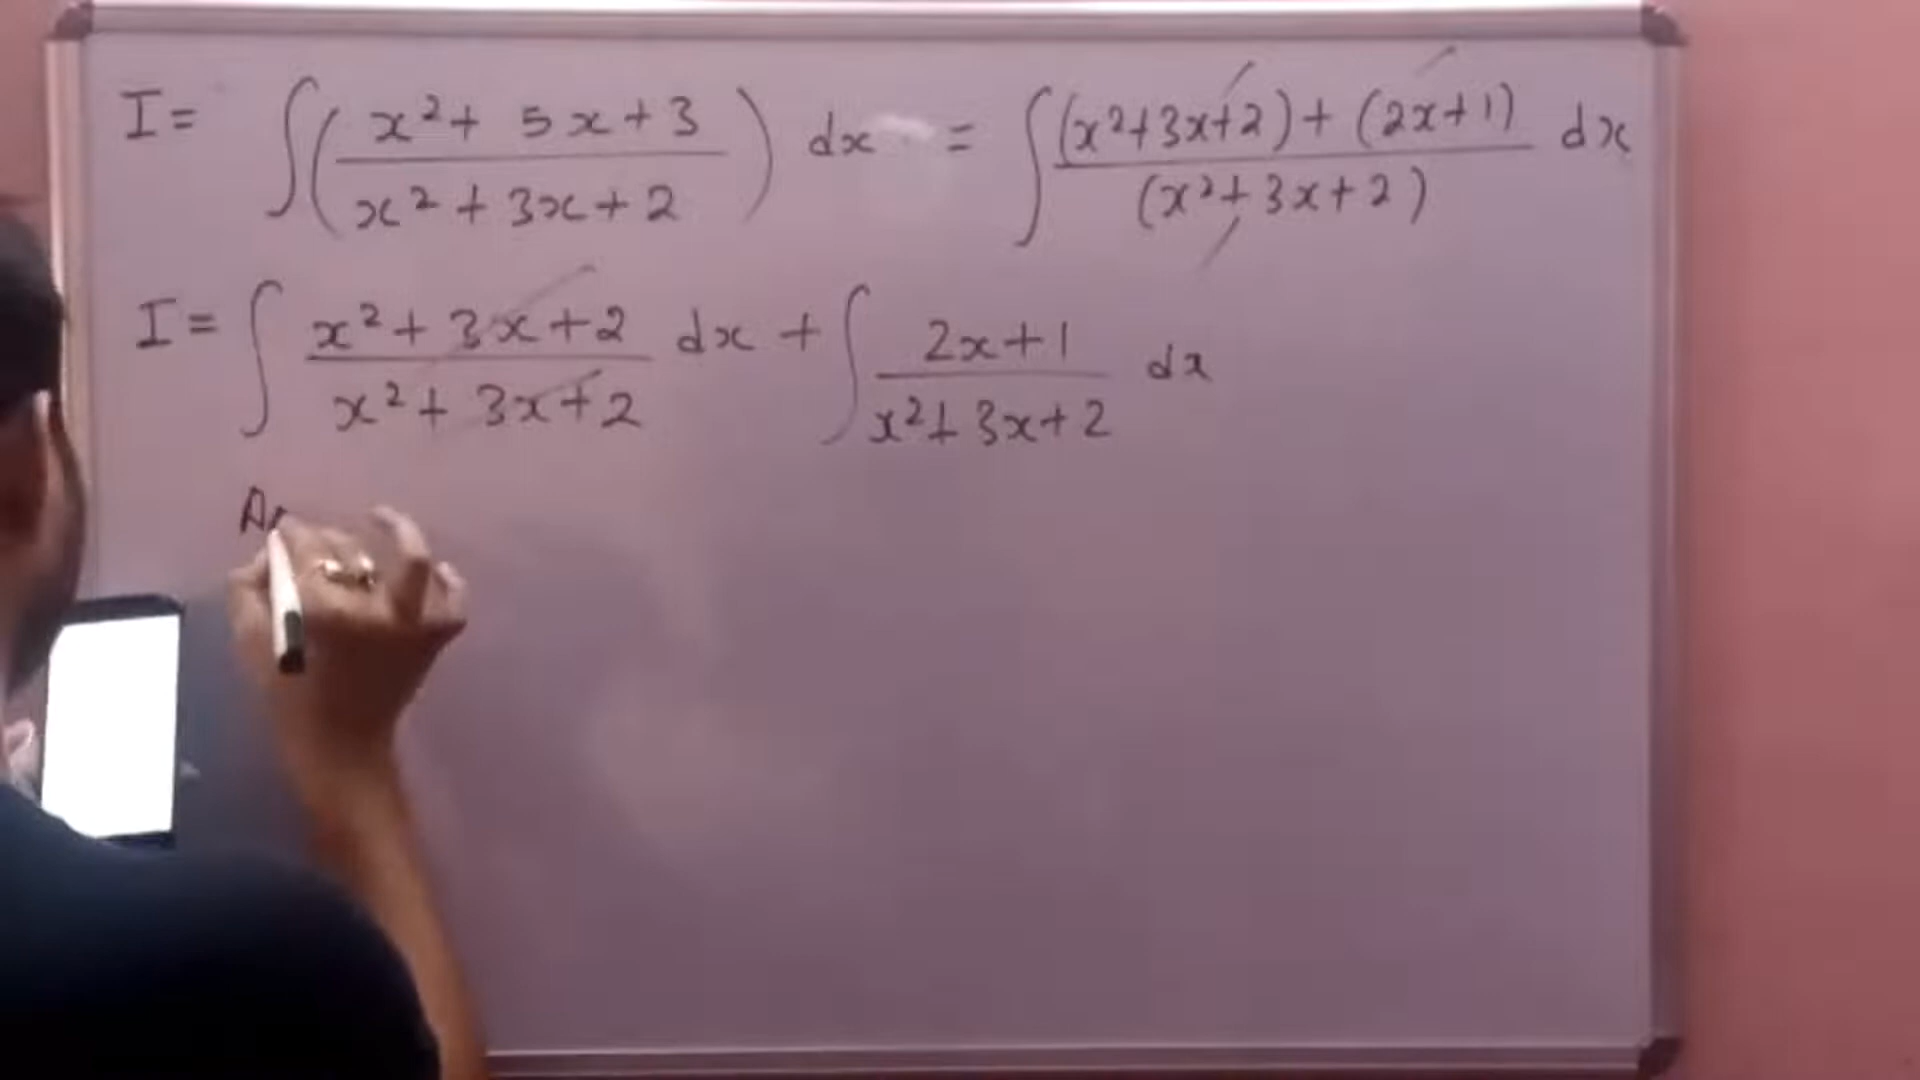 I = ∫ ( (x² + 5x + 3) / (x² + 3x + 2) ) dx = ∫ ((x²+3x+2) + (2x+1)) / (x²+3x+2) dx
I = ∫ (x² + 3x + 2) / (x² + 3x + 2) dx + ∫ (2x+1) / (x²+3x+2) dx